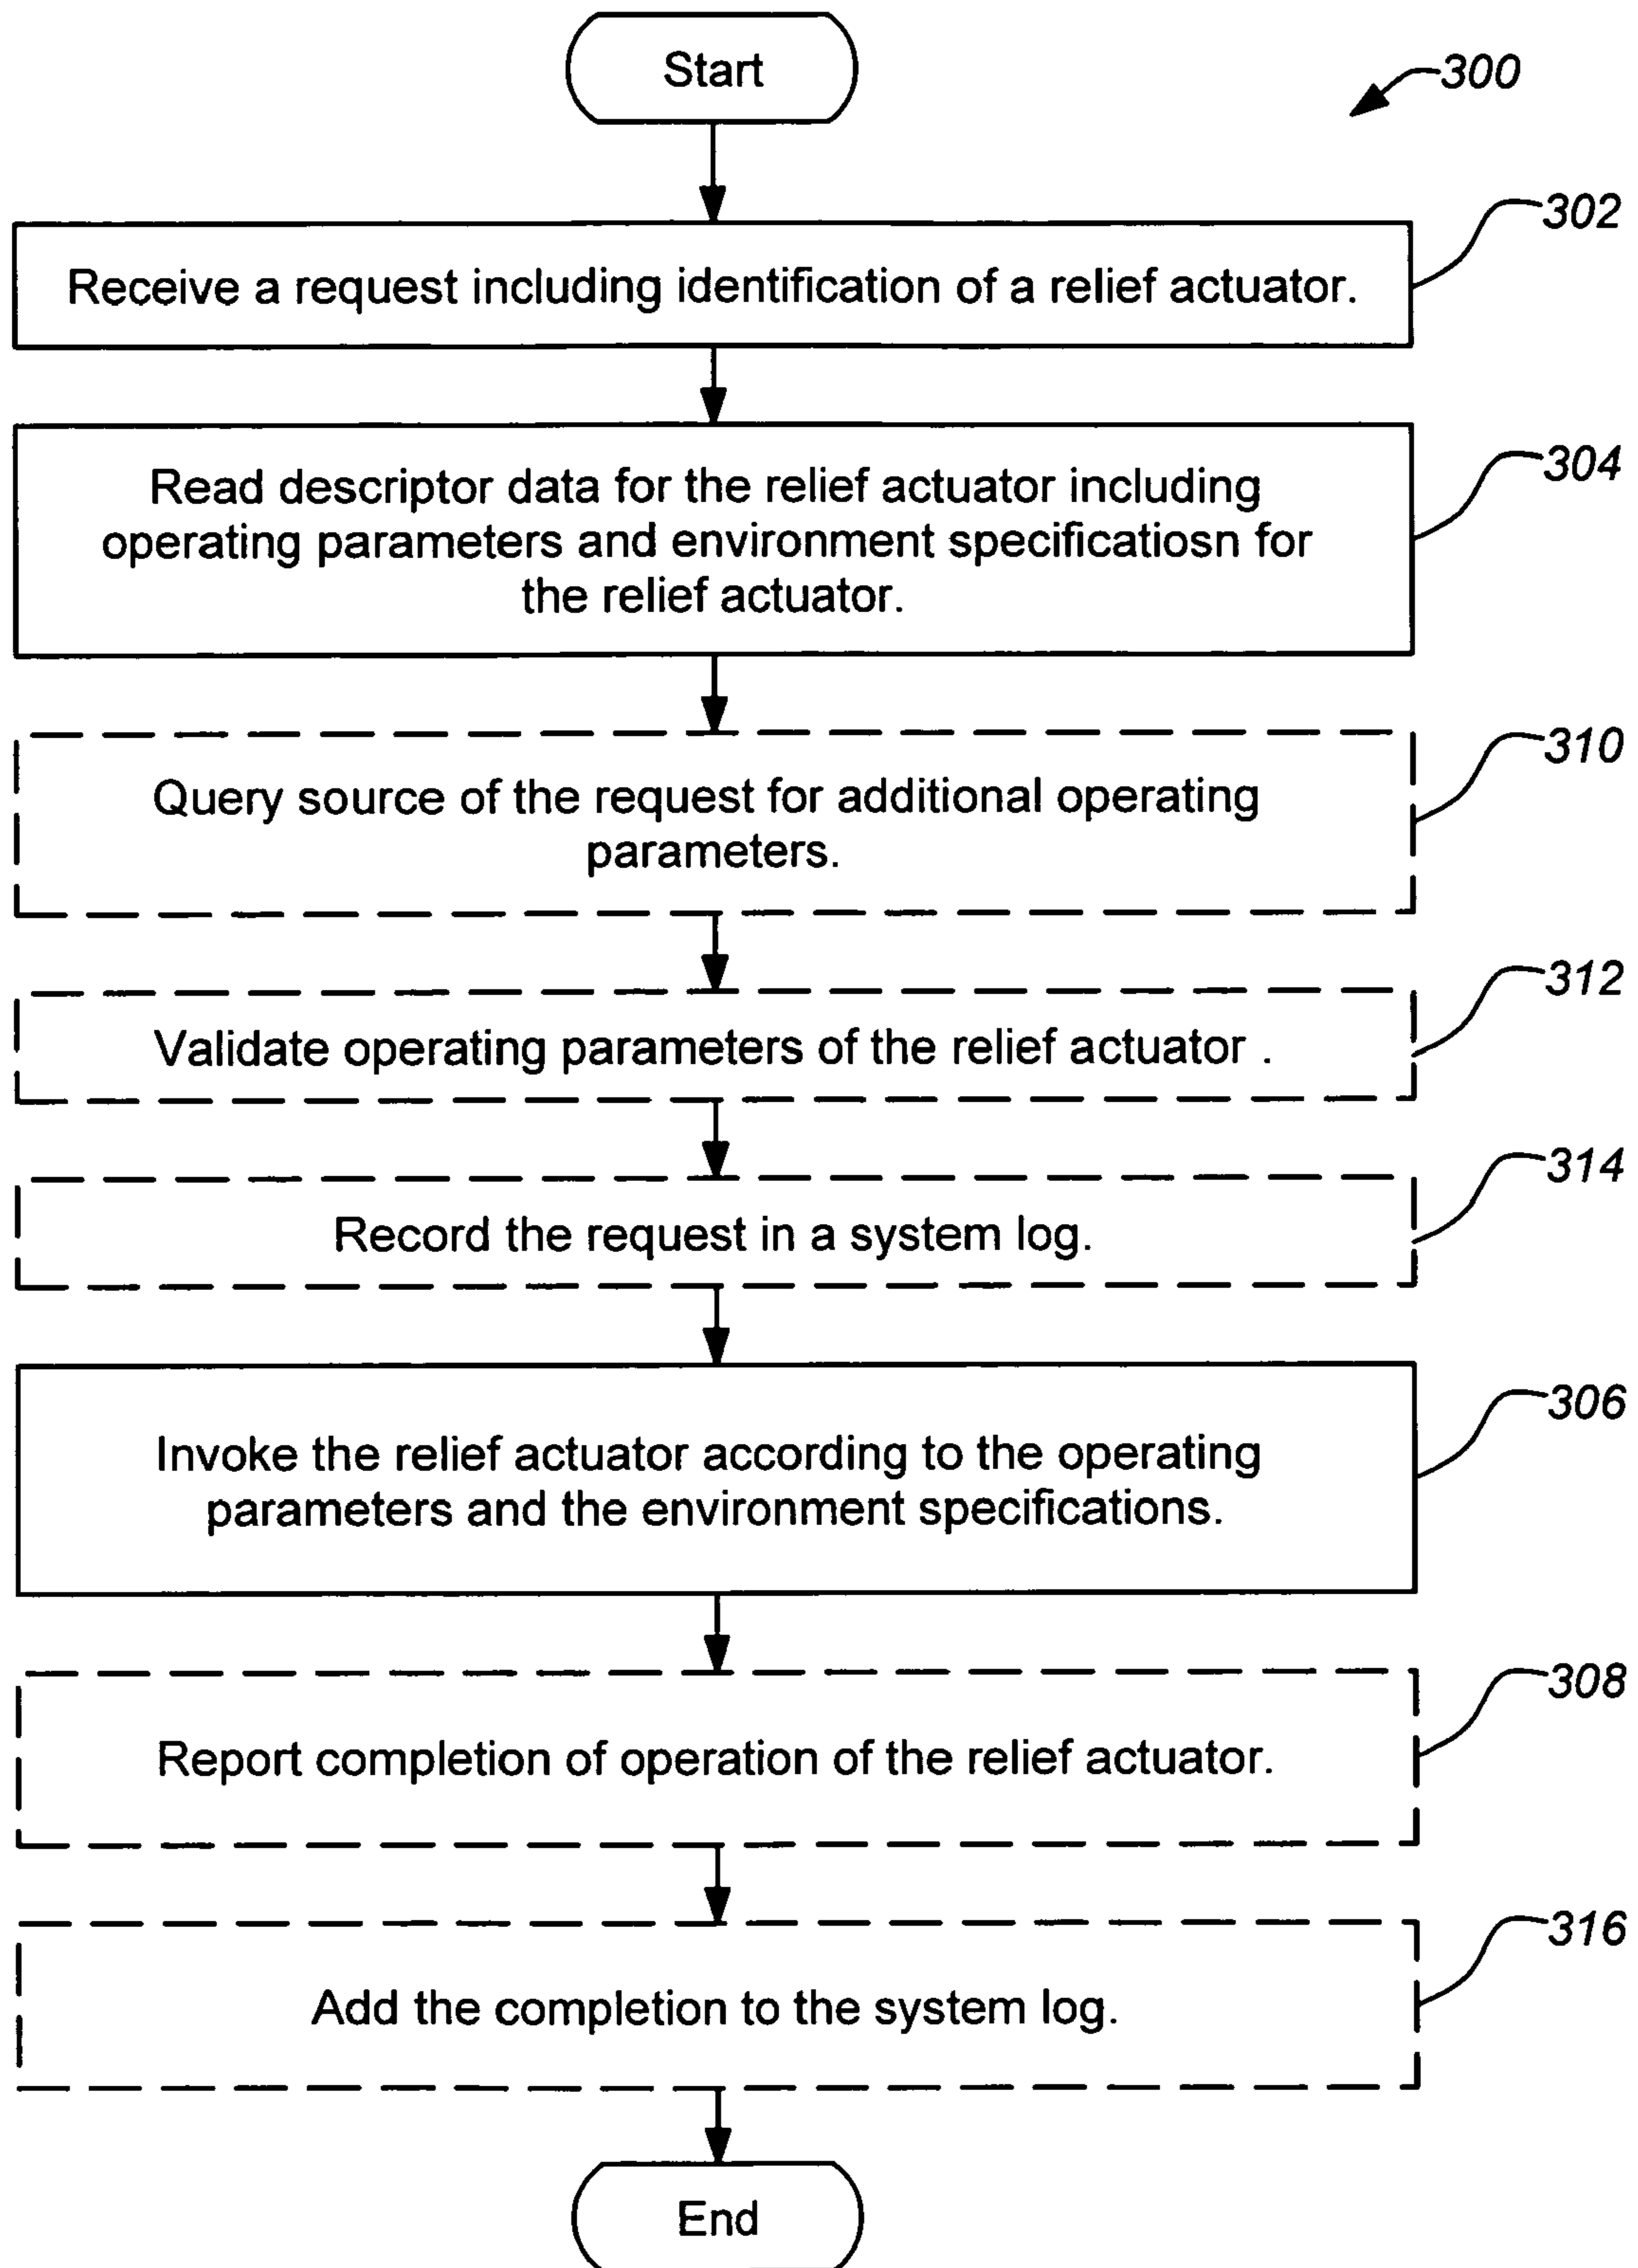 Start
300
302
Receive a request including identification of a relief actuator.
304
Read descriptor data for the relief actuator including
operating parameters and environment specificatiosn for
the relief actuator.
310
Query source of the request for additional operating
parameters.
312
Validate operating parameters of the relief actuator .
314
Record the request in a system log.
306
Invoke the relief actuator according to the operating
parameters and the environment specifications.
308
Report completion of operation of the relief actuator.
316
Add the completion to the system log.
End